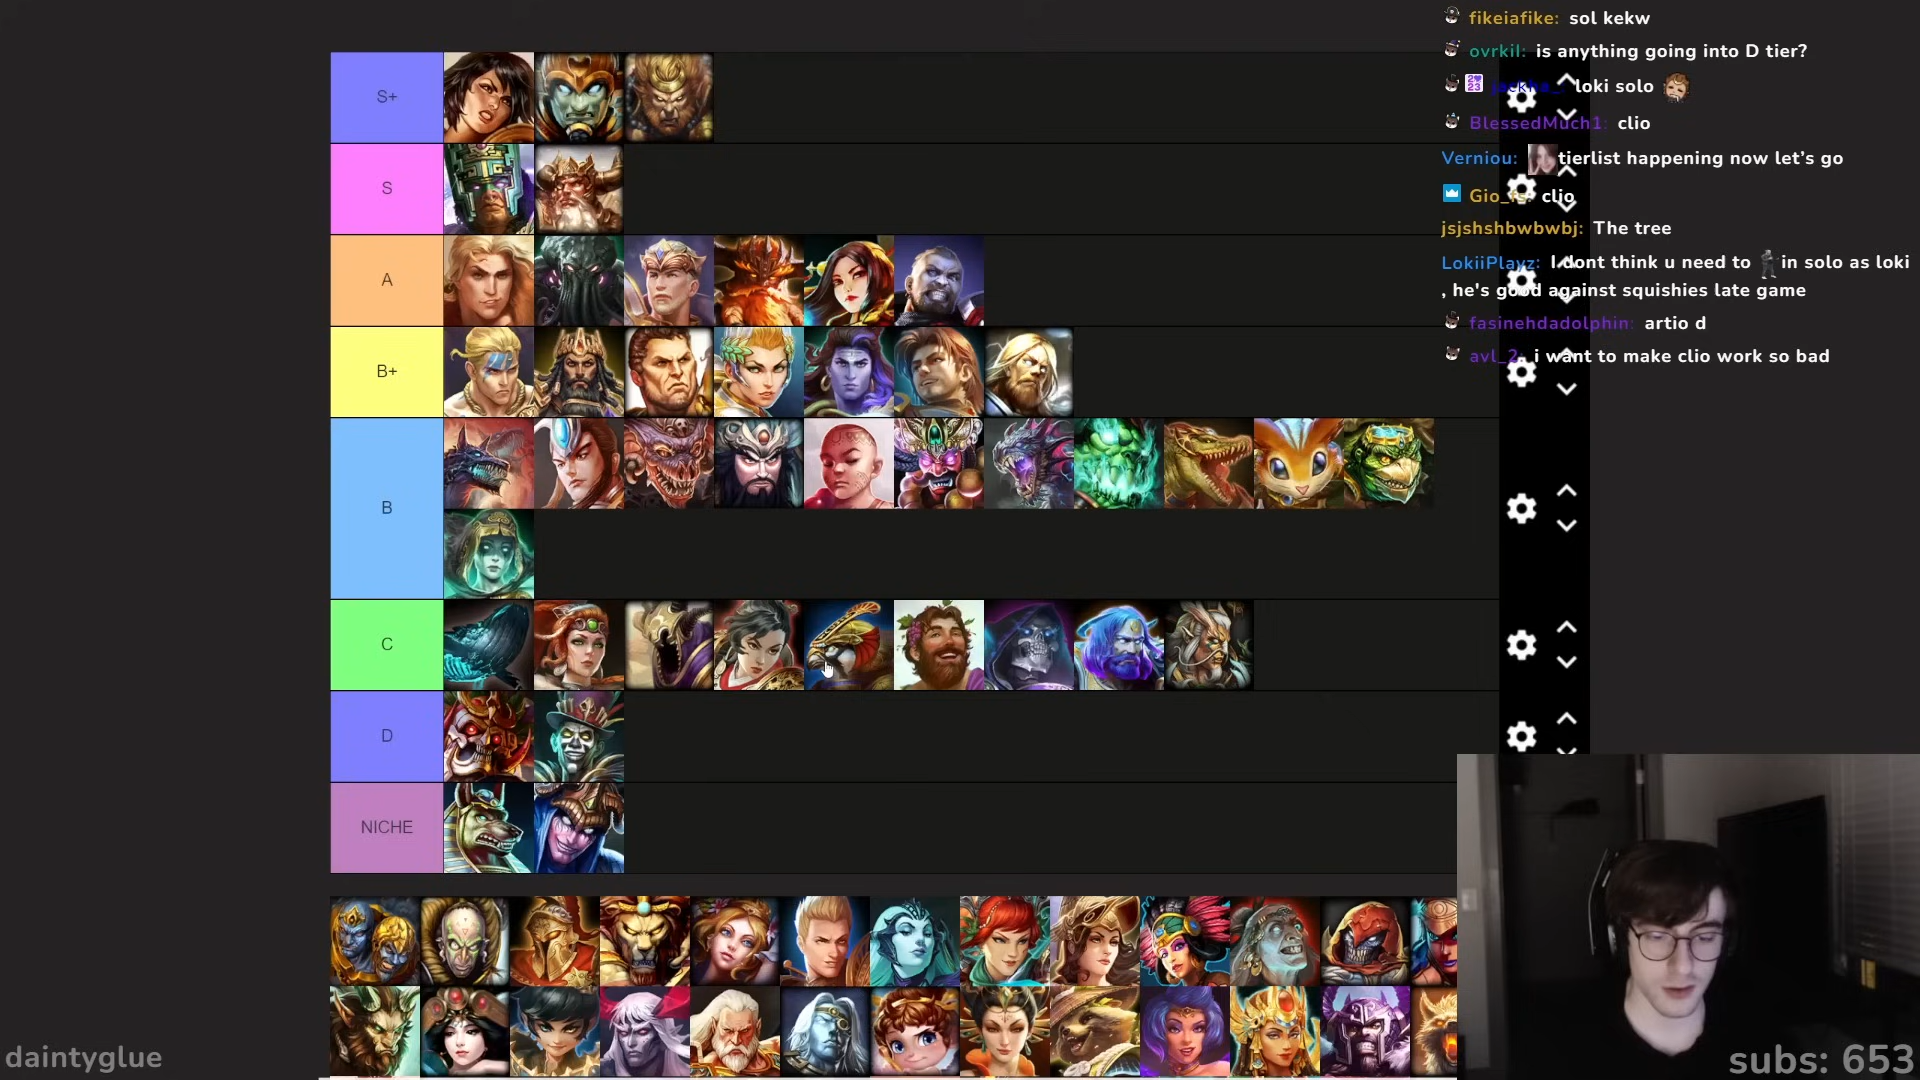 fikeiafike: sol kekw
ovrkil: is anything going into D tier?
loki solo
BlessedMuch1: clio
Verniou: tierlist happening now let's go
clio
jsjshshbwbwbj: The tree
LokiiPlayz: I dont think u need to in solo as loki
, he's good against squishies late game
fasinehdadolphin: artio d
avl_2: i want to make clio work so bad
S+
S
A
B+
B
C
D
NICHE
daintyglue
subs: 653